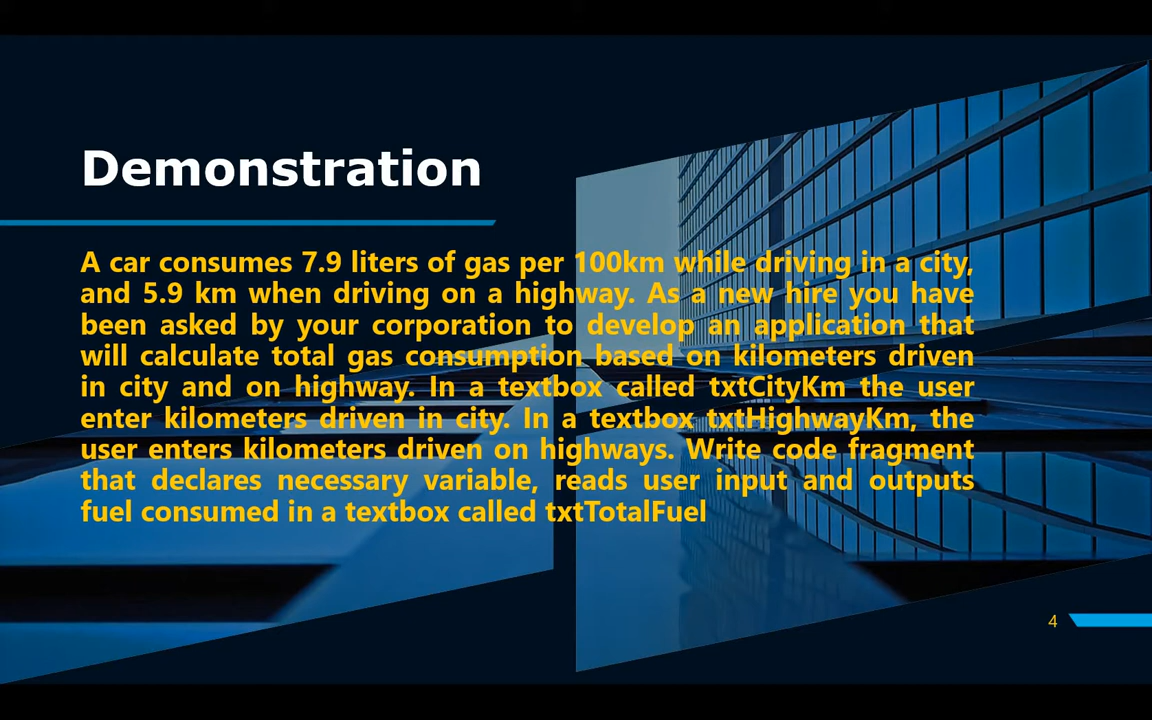 Demonstration
A car consumes 7.9 liters of gas per 100km while driving in a city,
and 5.9 km when driving on a highway. As a new hire you have
been asked by your corporation to develop an application that
will calculate total gas consumption based on kilometers driven
in city and on highway. In a textbox called txtCityKm the user
enter kilometers driven in city. In a textbox txtHighwayKm, the
user enters kilometers driven on highways. Write code fragment
that declares necessary variable, reads user input and outputs
fuel consumed in a textbox called txtTotalFuel
4